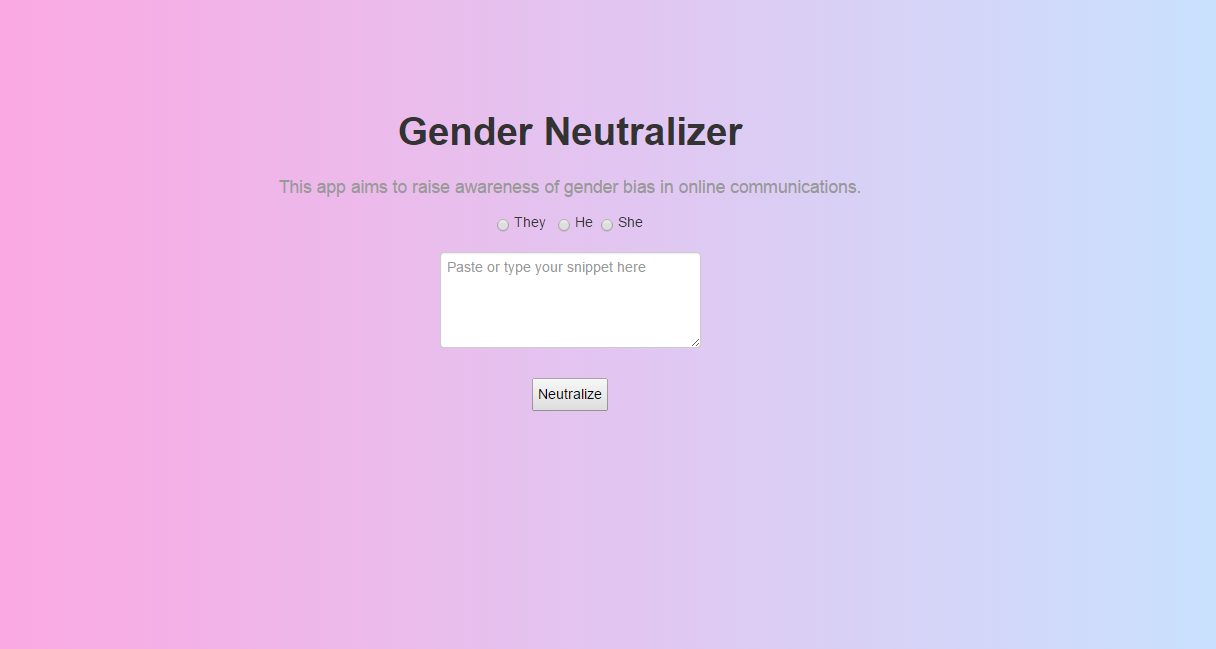 Gender Neutralizer
This app aims to raise awareness of gender bias in online communications.
They He She
Paste or type your snippet here
Neutralize